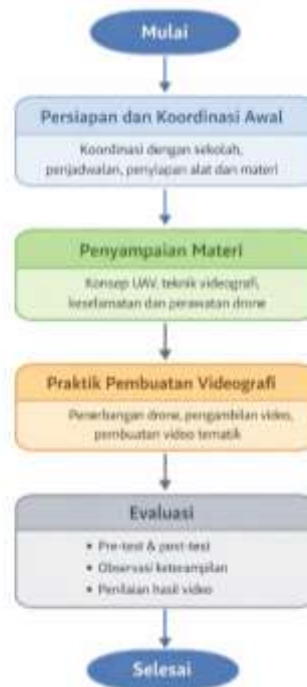 Mulai
Persiapan dan Koordinasi Awal
Koordinasi dengan sekolah,
penjadwalan, penyiapan alat dan materi
Penyampaian Materi
Konsep UAV, teknik videografi,
keselamatan dan perawatan drone
Praktik Pembuatan Videografi
Penerbangan drone, pengambilan video,
pembuatan video tematik
Evaluasi
• Pre-test & post-test
• Observasi keterampilan
• Penilaian hasil video
Selesai